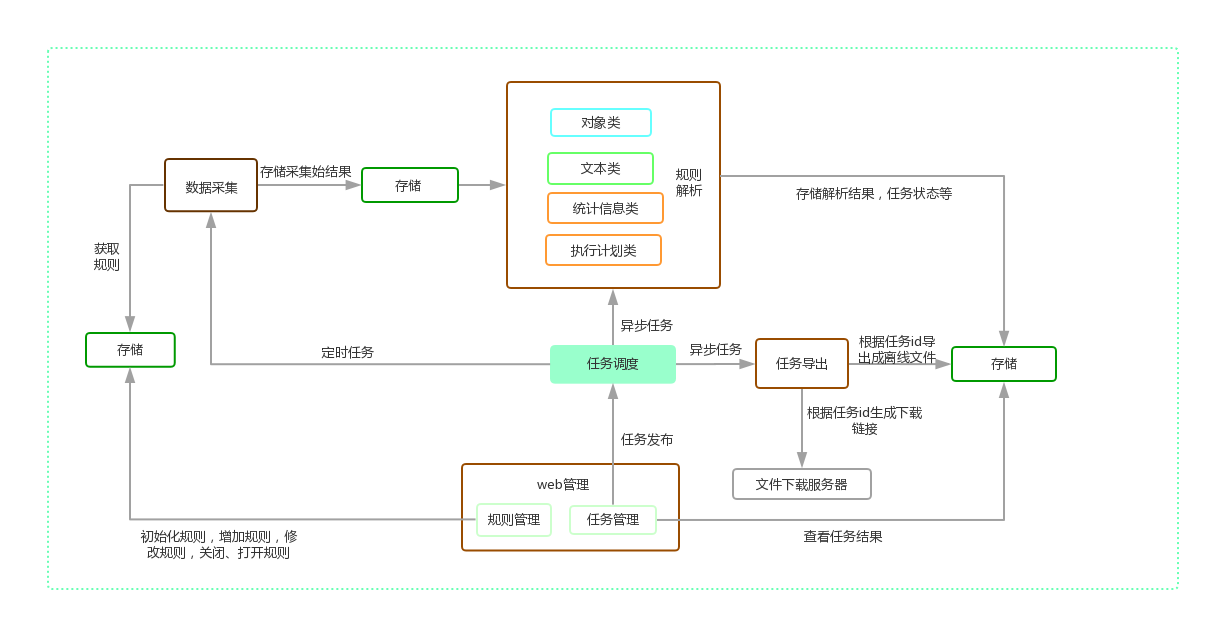 对象类
文本类
统计信息类
执行计划类
规则
解析
存储采集始结果
数据采集
存储
存储解析结果，任务状态等
获取
规则
存储
定时任务
异步任务
任务调度
异步任务
任务导出
根据任务id导
出成离线文件
存储
根据任务id生成下载
链接
任务发布
文件下载服务器
web管理
规则管理
任务管理
初始化规则，增加规则，修
改规则，关闭、打开规则
查看任务结果